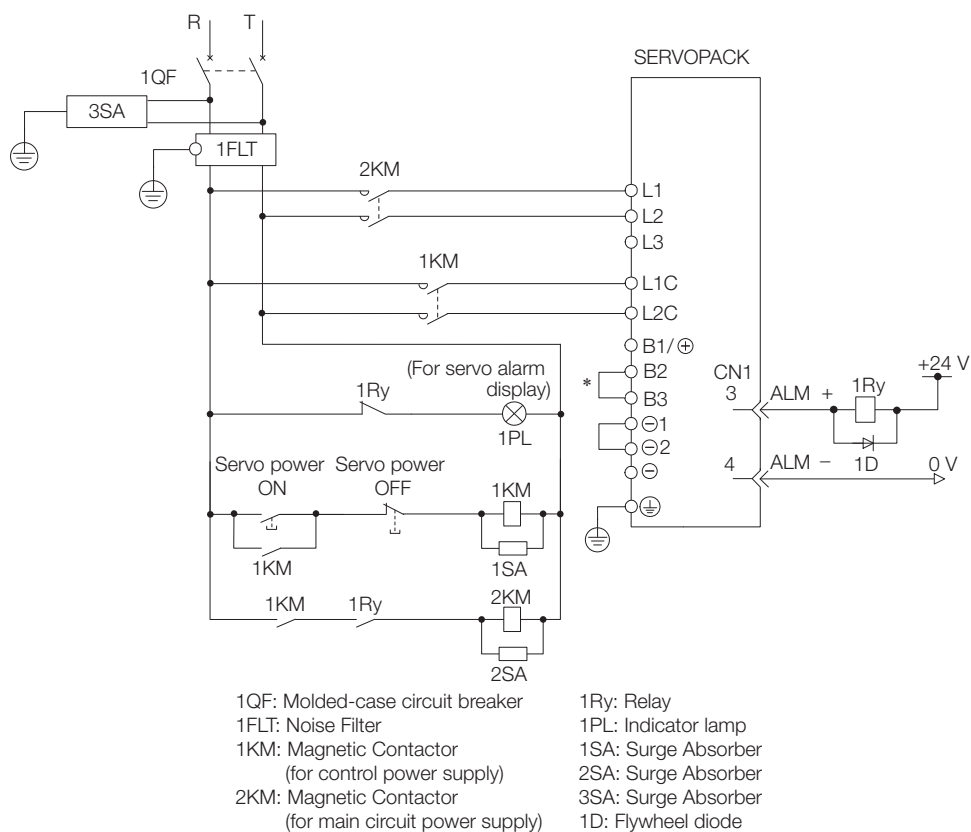 R T
SERVOPACK
1QF
3SA
1FLT
2KM
L1
L2
L3
1KM
L1C
L2C
B1/⊕
(For servo alarm
display)
B2
CN1
+24 V
1Ry
*
3
ALM +
1Ry
B3
1PL
⊖1
⊖2
4
ALM −
1D
0 V
Servo power
ON
Servo power
OFF
⊖
1KM
1KM
1SA
1KM
1Ry
2KM
2SA
1QF: Molded-case circuit breaker
1FLT: Noise Filter
1KM: Magnetic Contactor
(for control power supply)
2KM: Magnetic Contactor
(for main circuit power supply)
1Ry: Relay
1PL: Indicator lamp
1SA: Surge Absorber
2SA: Surge Absorber
3SA: Surge Absorber
1D: Flywheel diode